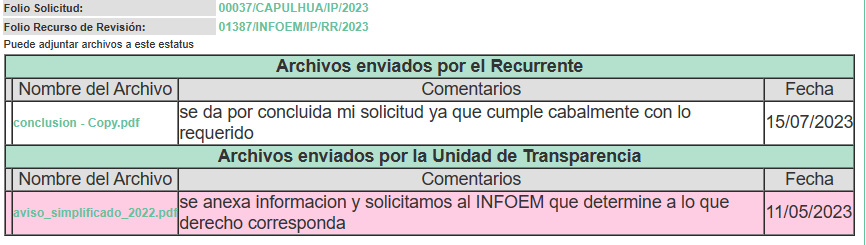 Folio Solicitud: 00037/CAPULHUA/IP/2023
Folio Recurso de Revisión: 01387/INFOEM/IP/RR/2023
Puede adjuntar archivos a este estatus
Archivos enviados por el Recurrente
Nombre del Archivo Comentarios Fecha
conclusion - Copy.pdf se da por concluida mi solicitud ya que cumple cabalmente con lo
requerido 15/07/2023
Archivos enviados por la Unidad de Transparencia
Nombre del Archivo Comentarios Fecha
aviso_simplificado_2022.pdf se anexa informacion y solicitamos al INFOEM que determine a lo que
derecho corresponda 11/05/2023